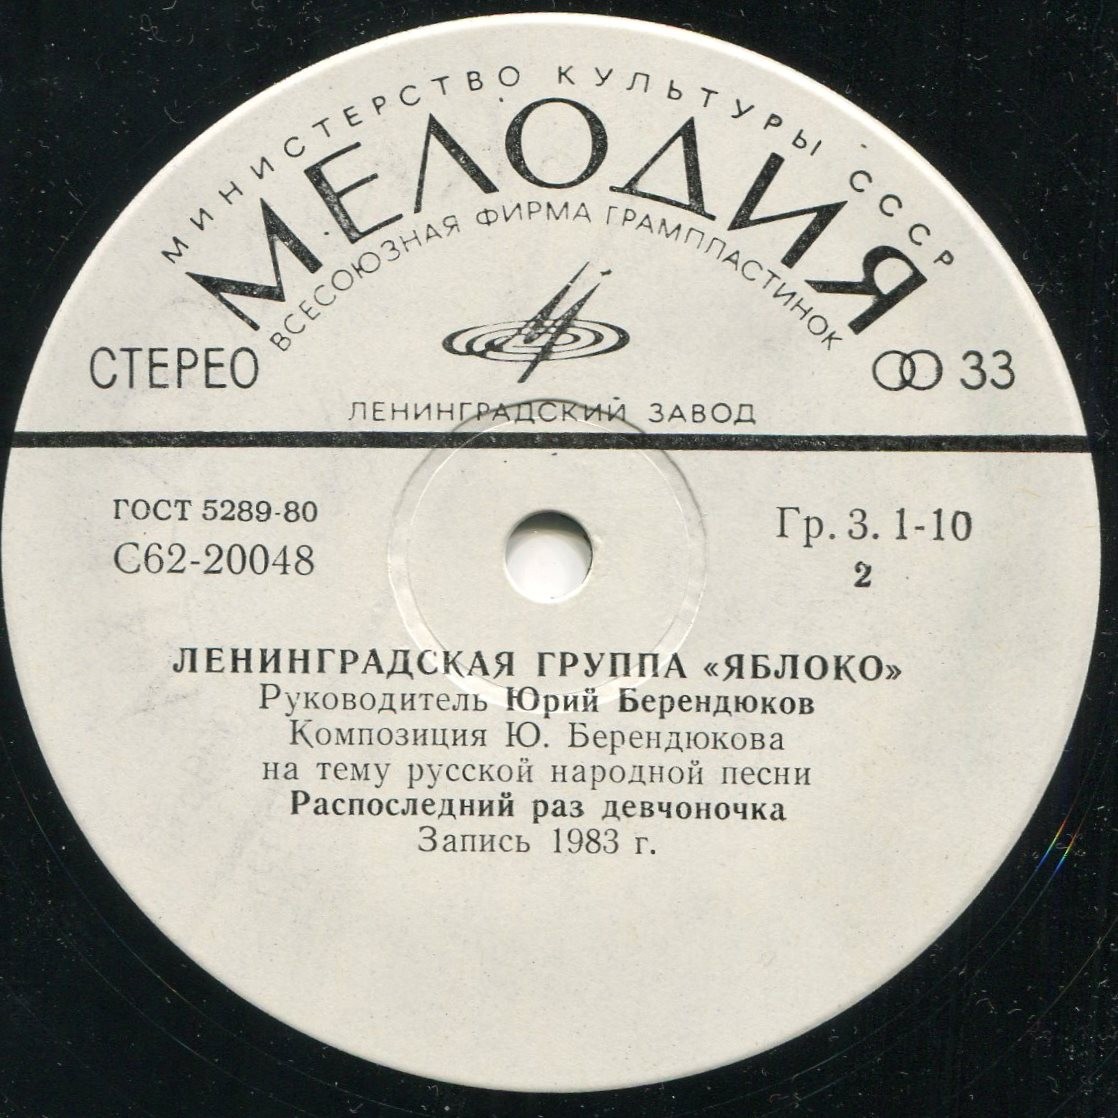 МИНИСТЕРСТВО КУЛЬТУРЫ СССР
МЕЛОДИЯ
ВСЕСОЮЗНАЯ ФИРМА ГРАМПЛАСТИНОК
СТЕРЕО
33
ЛЕНИНГРАДСКИЙ ЗАВОД
ГОСТ 5289-80
С62-20048
Гр. 3. 1-10
2
ЛЕНИНГРАДСКАЯ ГРУППА «ЯБЛОКО»
Руководитель Юрий Берендюков
Композиция Ю. Берендюкова
на тему русской народной песни
Распоследний раз девчоночка
Запись 1983 г.